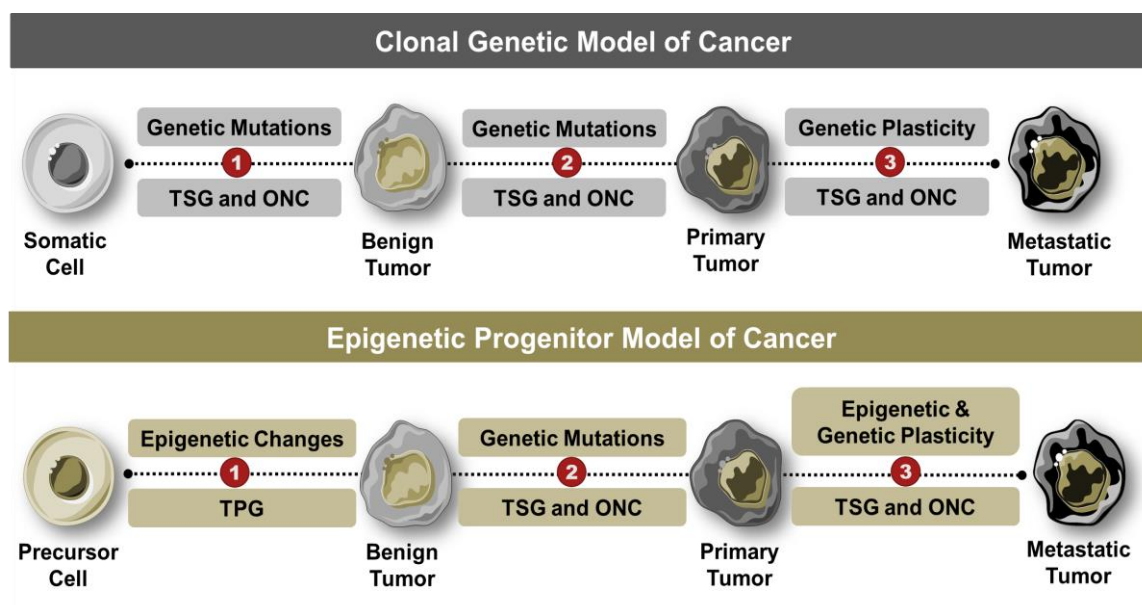 Clonal Genetic Model of Cancer
Genetic Mutations
1
TSG and ONC
Genetic Mutations
2
TSG and ONC
Genetic Plasticity
3
TSG and ONC
Somatic
Cell
Benign
Tumor
Primary
Tumor
Metastatic
Tumor
Epigenetic Progenitor Model of Cancer
Epigenetic Changes
1
TPG
Genetic Mutations
2
TSG and ONC
Epigenetic &
Genetic Plasticity
3
TSG and ONC
Precursor
Cell
Benign
Tumor
Primary
Tumor
Metastatic
Tumor